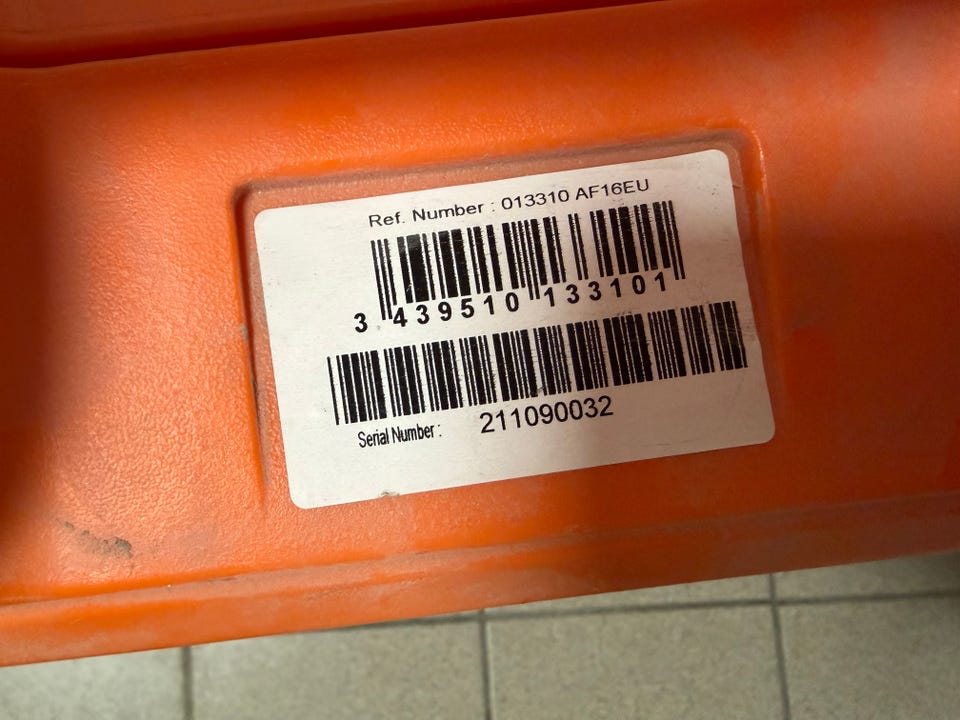 Ref. Number : 013310 AF16EU
3 439510 133101
Serial Number : 211090032